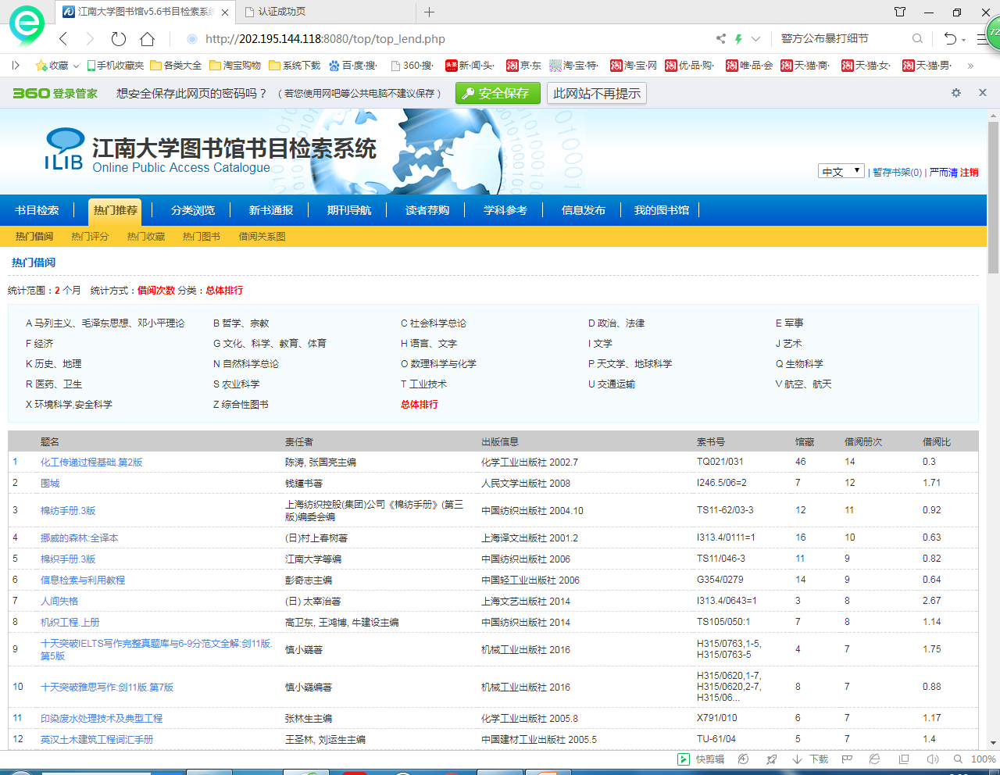 江南大学图书馆v5.6书目检索系统
认证成功页
http://202.195.144.118:8080/top/top_lend.php
警方公布暴打细节
72
收藏 手机收藏夹 各类大全 淘宝购物 系统下载 百·度·搜· 360·搜· 新·闻·头· 京·东 淘·宝·特· 淘·宝·网 优·品·购· 唯·品·会 天·猫·商· 天·猫·女· 天·猫·男·
360 登录管家 想安全保存此网页的密码吗？ （若您使用网吧等公共电脑不建议保存） 安全保存 此网站不再提示
ILIB
江南大学图书馆书目检索系统
Online Public Access Catalogue
中文 | 暂存书架(0) | 严而清 注销
书目检索 热门推荐 分类浏览 新书通报 期刊导航 读者荐购 学科参考 信息发布 我的图书馆
热门借阅 热门评分 热门收藏 热门图书 借阅关系图
热门借阅
统计范围：2 个月 统计方式：借阅次数 分类：总体排行
A 马列主义、毛泽东思想、邓小平理论 B 哲学、宗教 C 社会科学总论 D 政治、法律 E 军事
F 经济 G 文化、科学、教育、体育 H 语言、文字 I 文学 J 艺术
K 历史、地理 N 自然科学总论 O 数理科学与化学 P 天文学、地球科学 Q 生物科学
R 医药、卫生 S 农业科学 T 工业技术 U 交通运输 V 航空、航天
X 环境科学,安全科学 Z 综合性图书 总体排行
题名 责任者 出版信息 索书号 馆藏 借阅册次 借阅比
1 化工传递过程基础.第2版 陈涛, 张国亮主编 化学工业出版社 2002.7 TQ021/031 46 14 0.3
2 围城 钱锺书著 人民文学出版社 2008 I246.5/06=2 7 12 1.71
3 棉纺手册.3版 上海纺织控股(集团)公司《棉纺手册》(第三版)编委会编 中国纺织出版社 2004.10 TS11-62/03-3 12 11 0.92
4 挪威的森林:全译本 (日)村上春树著 上海译文出版社 2001.2 I313.4/0111=1 16 10 0.63
5 棉织手册.3版 江南大学等编 中国纺织出版社 2006 TS11/046-3 11 9 0.82
6 信息检索与利用教程 彭奇志主编 中国轻工业出版社 2006 G354/0279 14 9 0.64
7 人间失格 (日) 太宰治著 上海文艺出版社 2014 I313.4/0643=1 3 8 2.67
8 机织工程.上册 高卫东, 王鸿博, 牛建设主编 中国纺织出版社 2014 TS105/050:1 7 8 1.14
9 十天突破IELTS写作完整真题库与6-9分范文全解:剑11版.第5版 慎小嶷著 机械工业出版社 2016 H315/0763,1-5, H315/0763-5 4 7 1.75
10 十天突破雅思写作:剑11版.第7版 慎小嶷编著 机械工业出版社 2016 H315/0620,1-7, H315/0620,2-7, H315/06... 8 7 0.88
11 印染废水处理技术及典型工程 张林生主编 化学工业出版社 2005.8 X791/010 6 7 1.17
12 英汉土木建筑工程词汇手册 王圣林, 刘运生主编 中国建材工业出版社 2005.5 TU-61/04 5 7 1.4
快剪辑 下载 100%